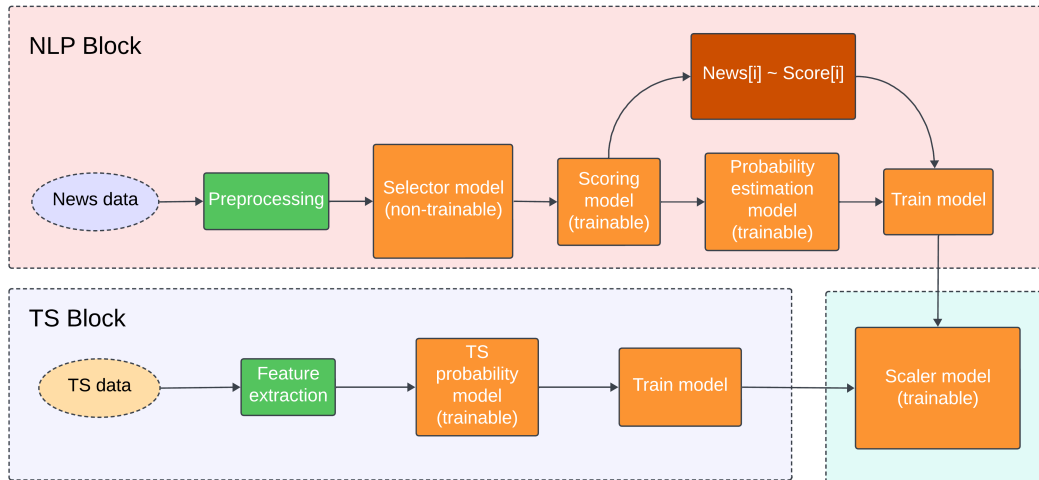 NLP Block
News[i] ~ Score[i]
News data
Preprocessing
Selector model
(non-trainable)
Scoring
model
(trainable)
Probability
estimation
model
(trainable)
Train model
TS Block
TS data
Feature
extraction
TS
probability
model
(trainable)
Train model
Scaler model
(trainable)